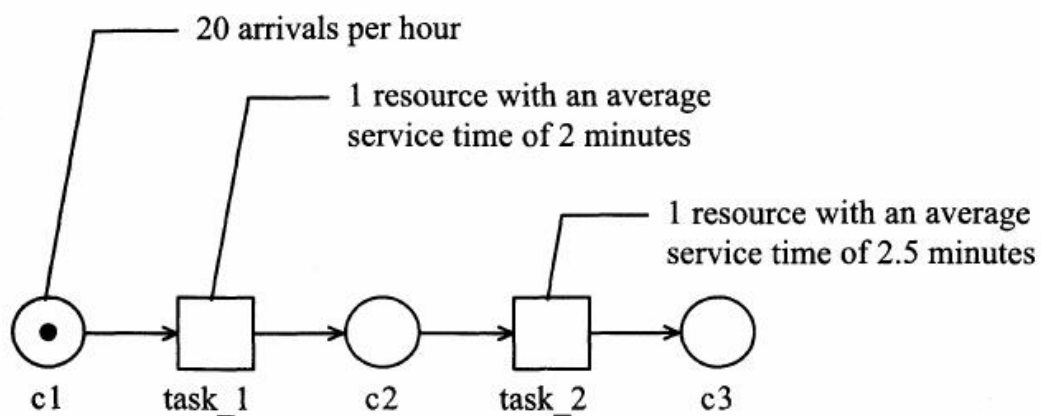 20 arrivals per hour
1 resource with an average
service time of 2 minutes
1 resource with an average
service time of 2.5 minutes
c1 task_1 c2 task_2 c3